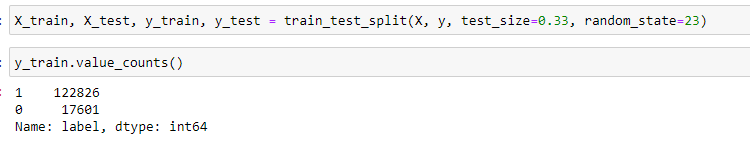 X_train, X_test, y_train, y_test = train_test_split(X, y, test_size=0.33, random_state=23)
y_train.value_counts()
1    122826
0     17601
Name: label, dtype: int64